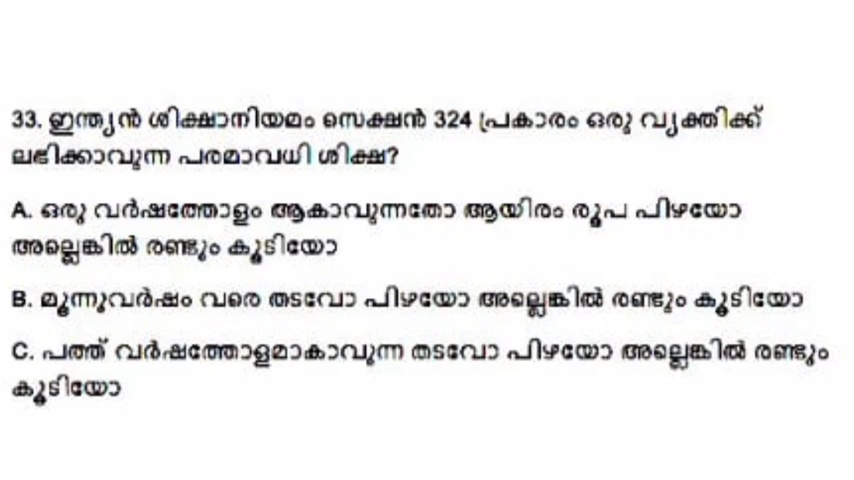 33. ഇന്ത്യൻ ശിക്ഷാനിയമം സെക്ഷൻ 324 പ്രകാരം ഒരു വ്യക്തിക്ക്
ലഭിക്കാവുന്ന പരമാവധി ശിക്ഷ?
A. ഒരു വർഷത്തോളം ആകാവുന്നതോ ആയിരം രൂപ പിഴയോ
അല്ലെങ്കിൽ രണ്ടും കൂടിയോ
B. മൂന്നുവർഷം വരെ തടവോ പിഴയോ അല്ലെങ്കിൽ രണ്ടും കൂടിയോ
C. പത്ത് വർഷത്തോളമാകാവുന്ന തടവോ പിഴയോ അല്ലെങ്കിൽ രണ്ടും
കൂടിയോ